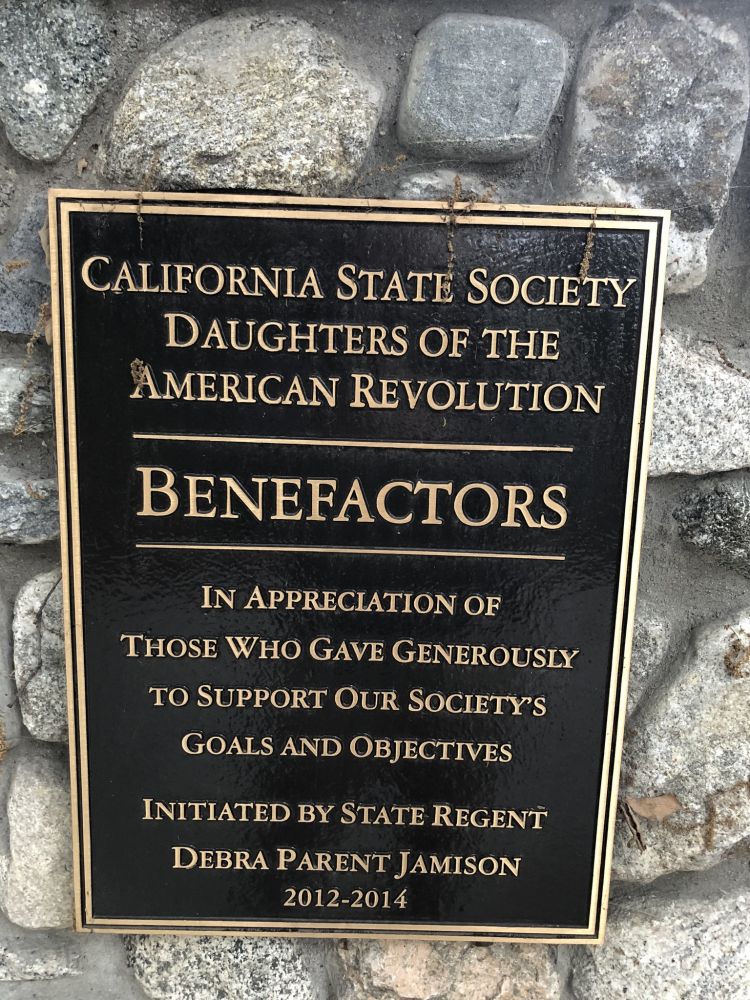 CALIFORNIA STATE SOCIETY
DAUGHTERS OF THE
AMERICAN REVOLUTION
BENEFACTORS
IN APPRECIATION OF
THOSE WHO GAVE GENEROUSLY
TO SUPPORT OUR SOCIETY'S
GOALS AND OBJECTIVES
INITIATED BY STATE REGENT
DEBRA PARENT JAMISON
2012-2014